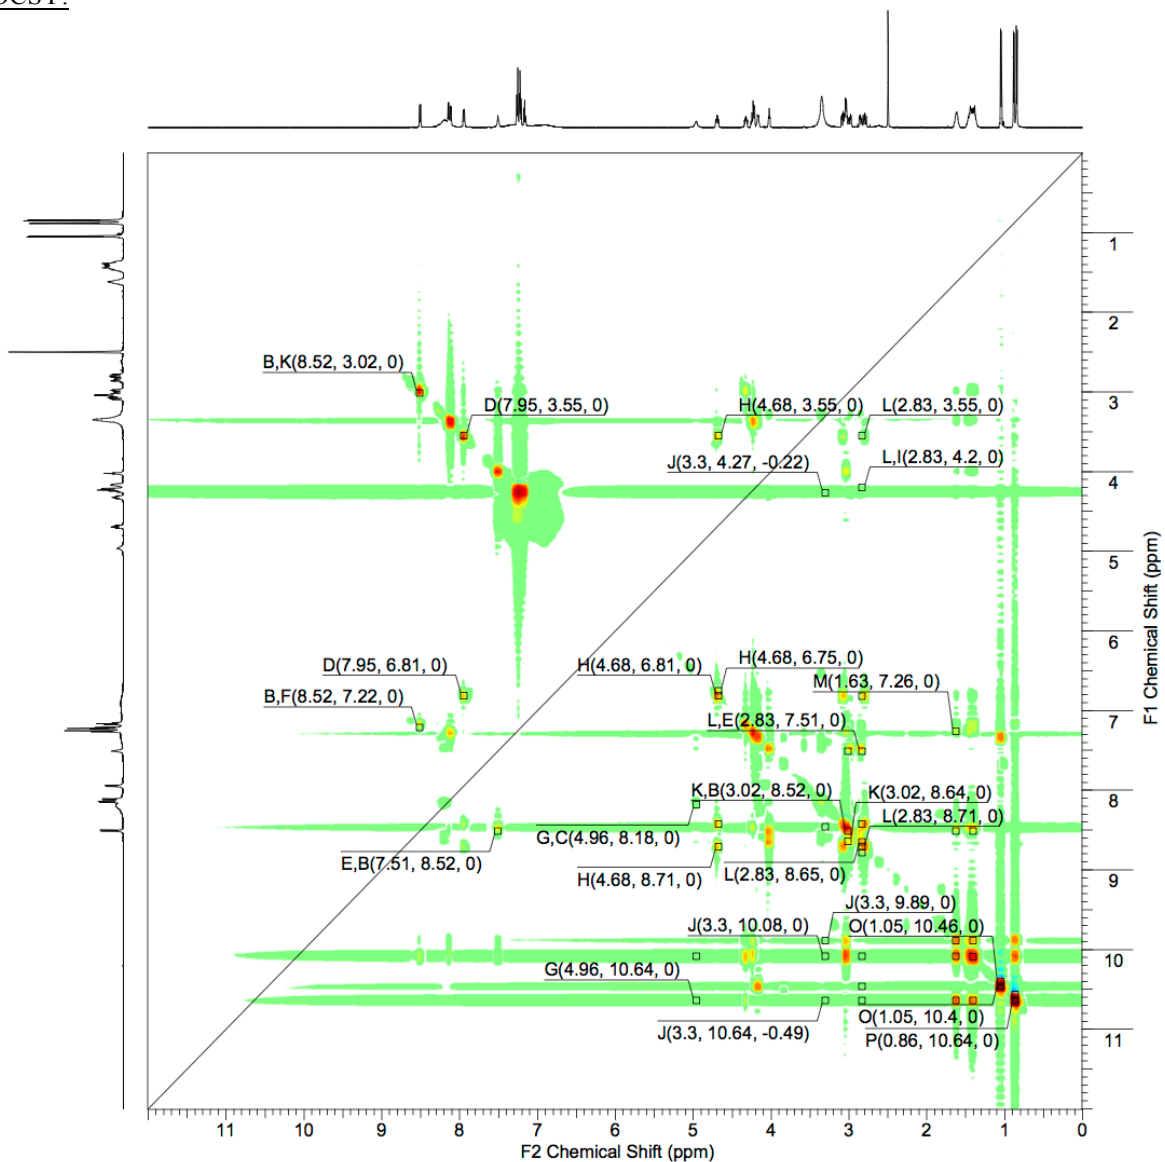 B,K(8.52, 3.02, 0)
D(7.95, 3.55, 0)
H(4.68, 3.55, 0)
L(2.83, 3.55, 0)
J(3.3, 4.27, -0.22)
L,I(2.83, 4.2, 0)
D(7.95, 6.81, 0)
H(4.68, 6.81, 0)
H(4.68, 6.75, 0)
B,F(8.52, 7.22, 0)
M(1.63, 7.26, 0)
L,E(2.83, 7.51, 0)
K,B(3.02, 8.52, 0)
K(3.02, 8.64, 0)
G,C(4.96, 8.18, 0)
L(2.83, 8.71, 0)
E,B(7.51, 8.52, 0)
H(4.68, 8.71, 0)
L(2.83, 8.65, 0)
J(3.3, 9.89, 0)
J(3.3, 10.08, 0)
O(1.05, 10.46, 0)
G(4.96, 10.64, 0)
J(3.3, 10.64, -0.49)
O(1.05, 10.4, 0)
P(0.86, 10.64, 0)
1
2
3
4
5
6
7
8
9
10
11
F1 Chemical Shift (ppm)
11 10 9 8 7 6 5 4 3 2 1 0
F2 Chemical Shift (ppm)